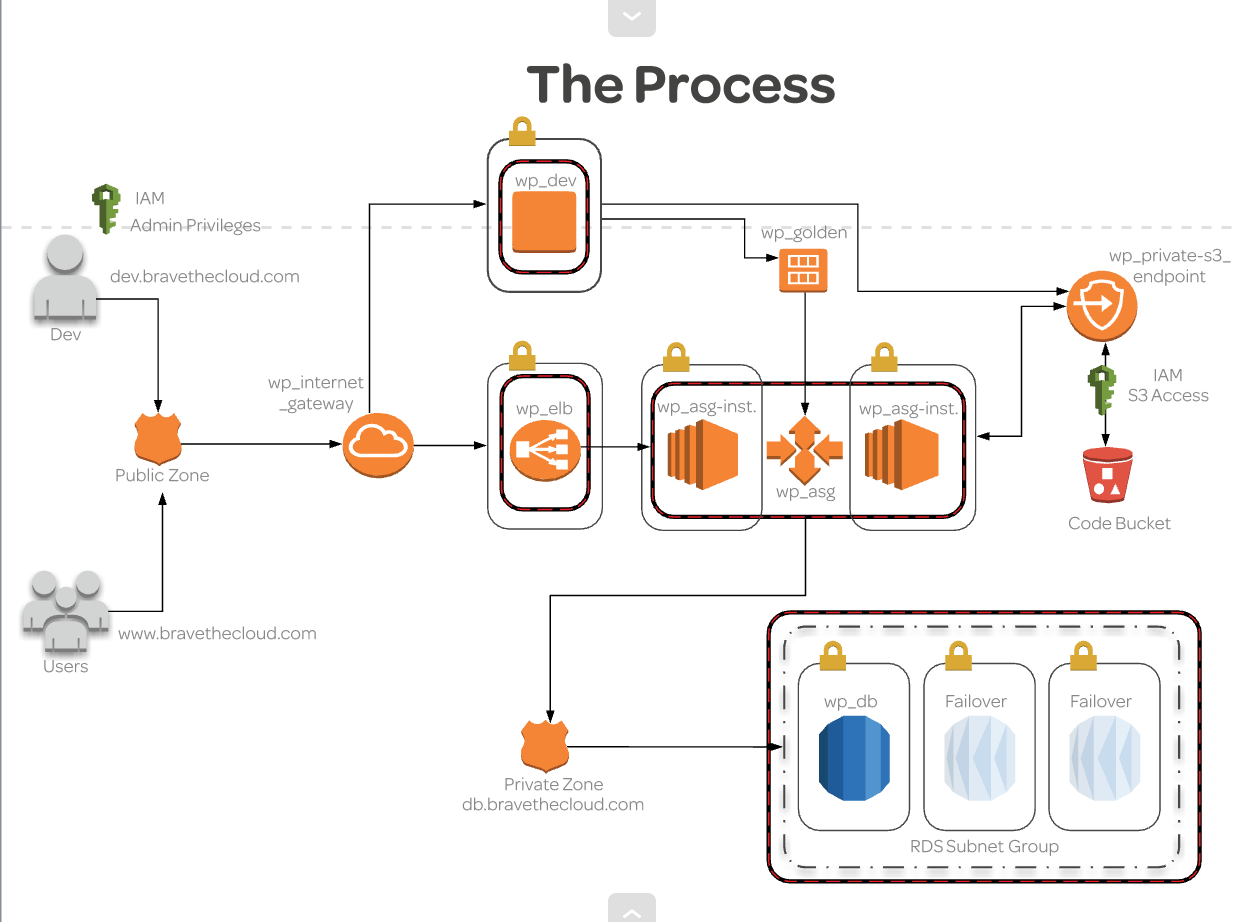 The Process
wp_dev
IAM
Admin Privileges
wp_golden
wp_private-s3_
endpoint
dev.bravethecloud.com
Dev
IAM
S3 Access
wp_internet
_gateway
wp_elb
wp_asg-inst.
wp_asg-inst.
wp_asg
Public Zone
Code Bucket
www.bravethecloud.com
Users
wp_db
Failover
Failover
Private Zone
db.bravethecloud.com
RDS Subnet Group